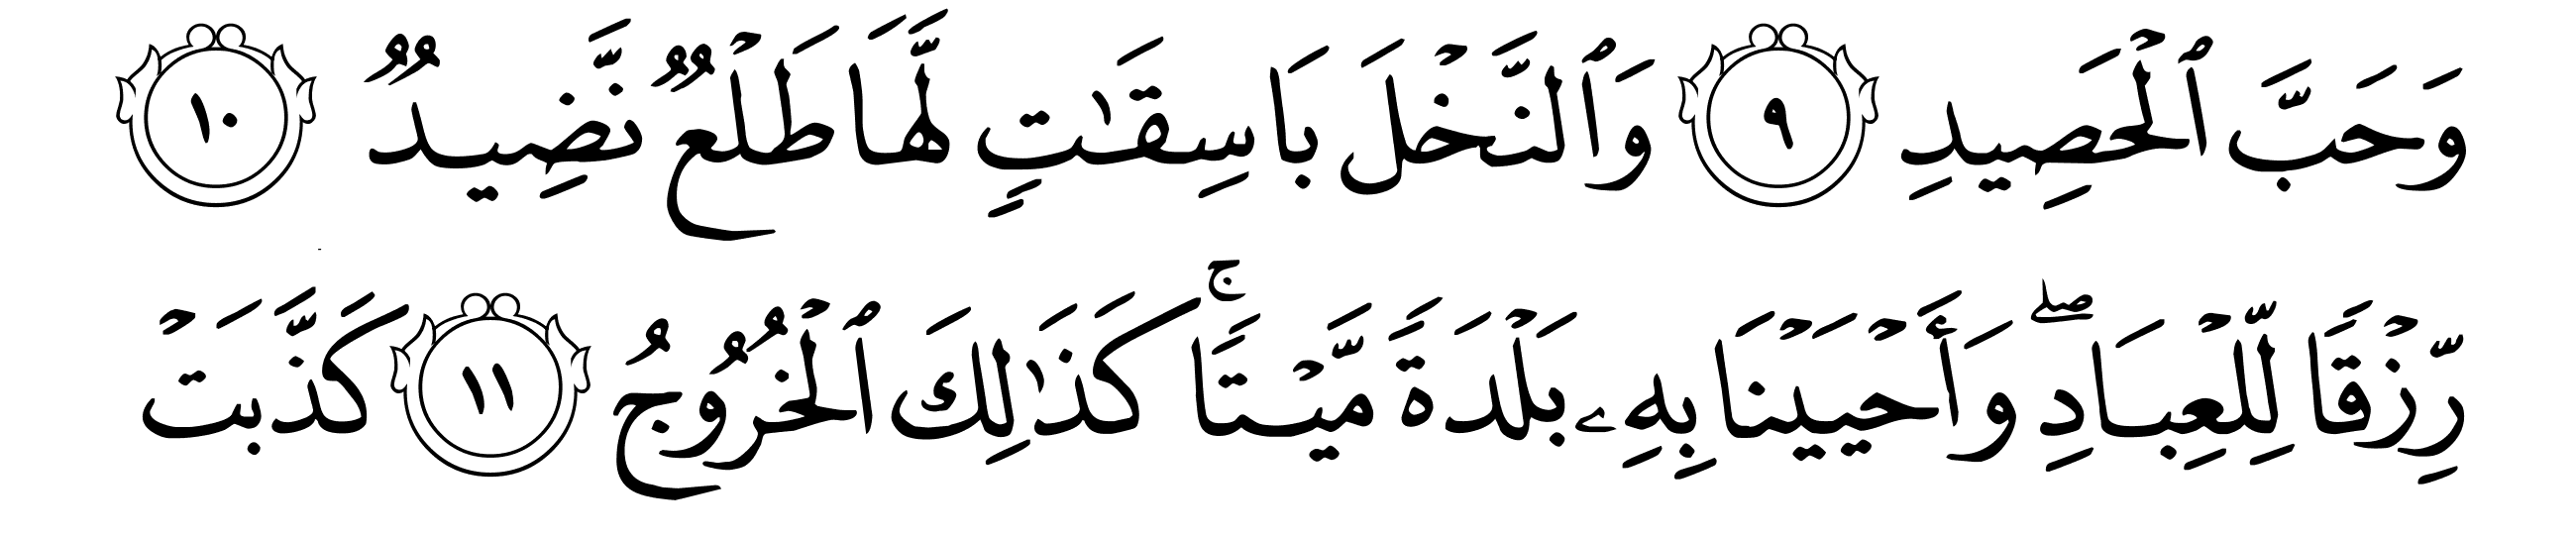 وَحَبَّ ٱلْحَصِيدِ ٩ وَٱلنَّخْلَ بَاسِقَٰتٍ لَّهَا طَلْعٌ نَّضِيدٌ ١٠
رِّزْقًا لِّلْعِبَادِ ۖ وَأَحْيَيْنَا بِهِۦ بَلْدَةً مَّيْتًا ۚ كَذَٰلِكَ ٱلْخُرُوجُ ١١ كَذَّبَتْ